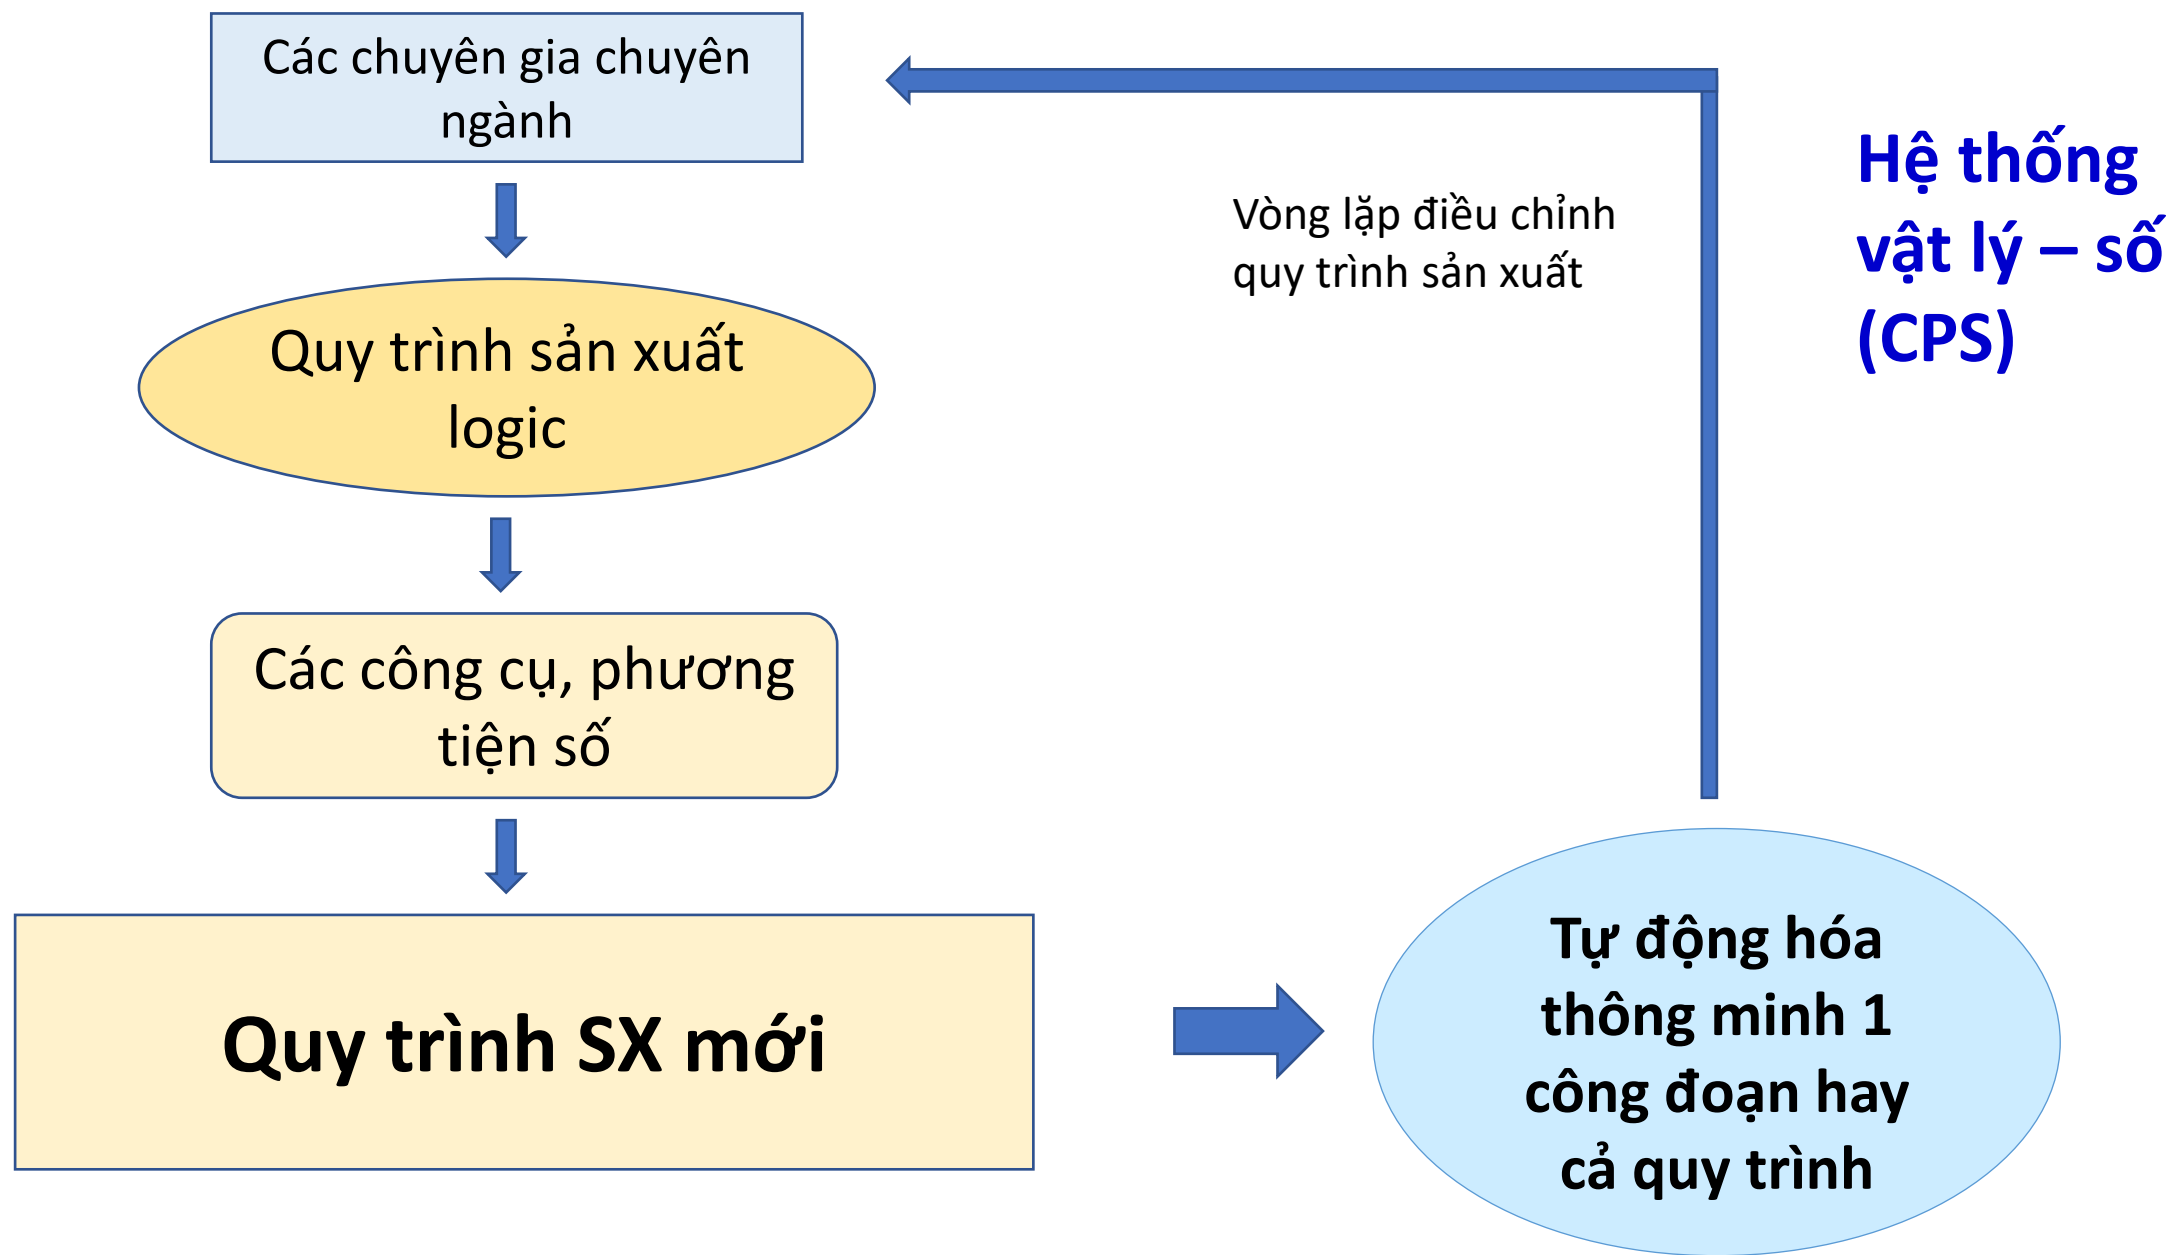 Các chuyên gia chuyên
ngành
Quy trình sản xuất
logic
Các công cụ, phương
tiện số
Quy trình SX mới
Vòng lặp điều chỉnh
quy trình sản xuất
Hệ thống
vật lý – số
(CPS)
Tự động hóa
thông minh 1
công đoạn hay
cả quy trình